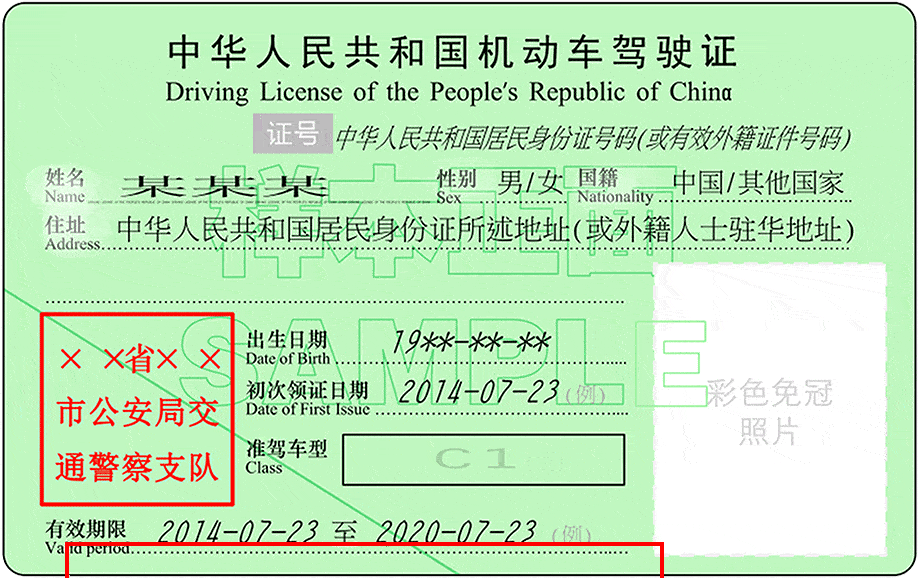 中华人民共和国机动车驾驶证
Driving License of the People's Republic of China
证号 中华人民共和国居民身份证号码(或有效外籍证件号码)
姓名 某某某 性别 男/女 国籍 中国/其他国家
Name Sex Nationality
住址 中华人民共和国居民身份证所述地址(或外籍人士驻华地址)
Address
样本正面
SAMPLE
××省××
市公安局交
通警察支队
出生日期 19**-**-**
Date of Birth
初次领证日期 2014-07-23(例)
Date of First Issue
准驾车型 C1
Class
彩色免冠
照片
有效期限 2014-07-23 至 2020-07-23 (例)
Valid period